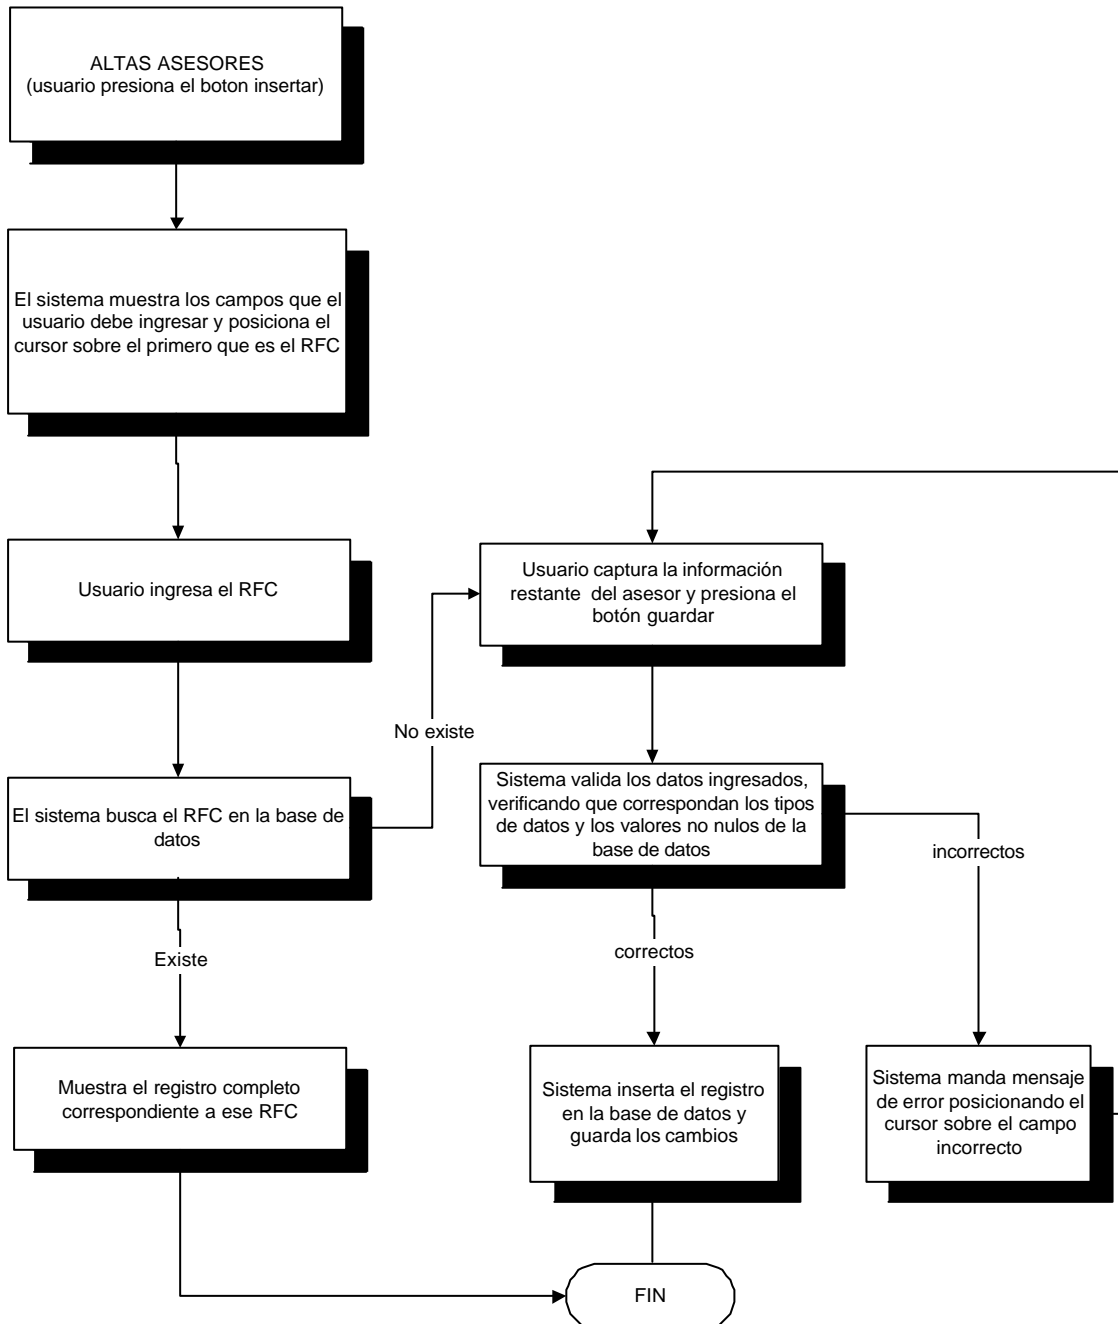 ALTAS ASESORES
(usuario presiona el boton insertar)
El sistema muestra los campos que el
usuario debe ingresar y posiciona el
cursor sobre el primero que es el RFC
Usuario ingresa el RFC
Usuario captura la información
restante  del asesor y presiona el
botón guardar
No existe
El sistema busca el RFC en la base de
datos
Sistema valida los datos ingresados,
verificando que correspondan los tipos
de datos y los valores no nulos de la
base de datos
incorrectos
Existe
correctos
Muestra el registro completo
correspondiente a ese RFC
Sistema inserta el registro
en la base de datos y
guarda los cambios
Sistema manda mensaje
de error posicionando el
cursor sobre el campo
incorrecto
FIN